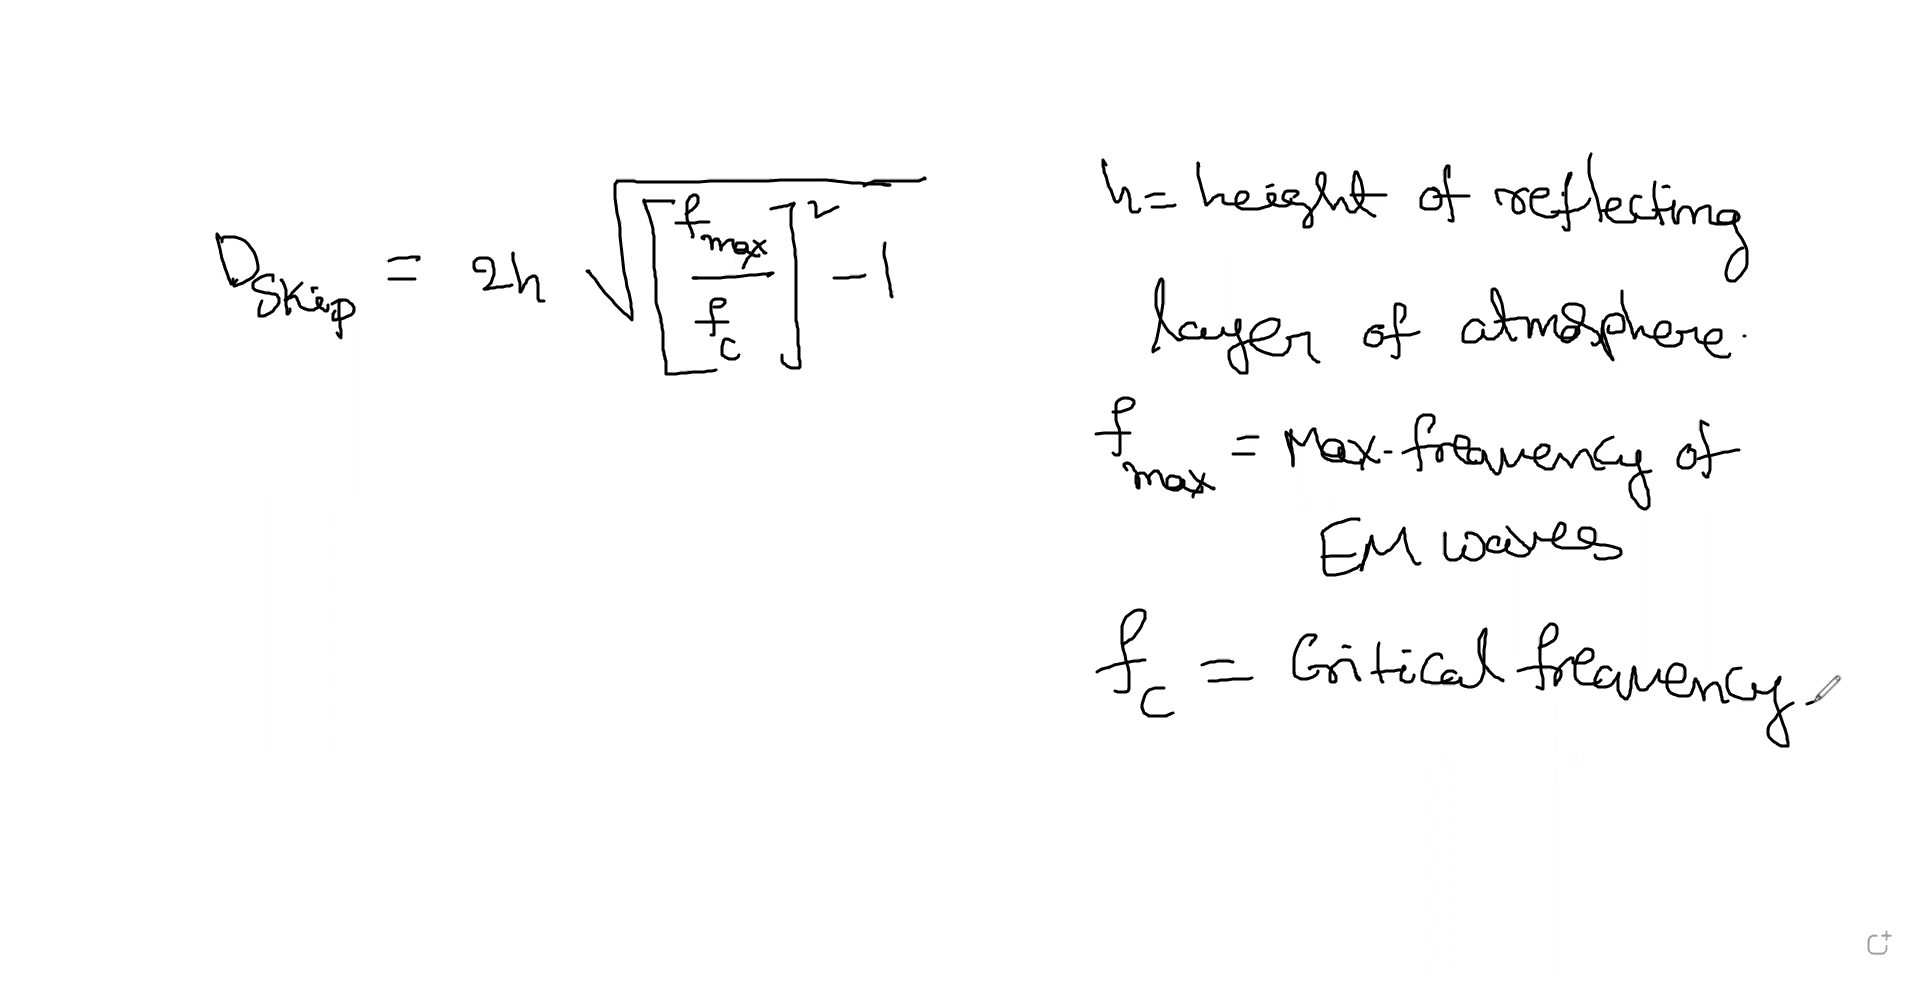 D_skip = 2h √([f_max / f_c]² - 1)
h = height of reflecting
layer of atmosphere.
f_max = Max-frequency of
EM waves
f_c = Critical frequency.